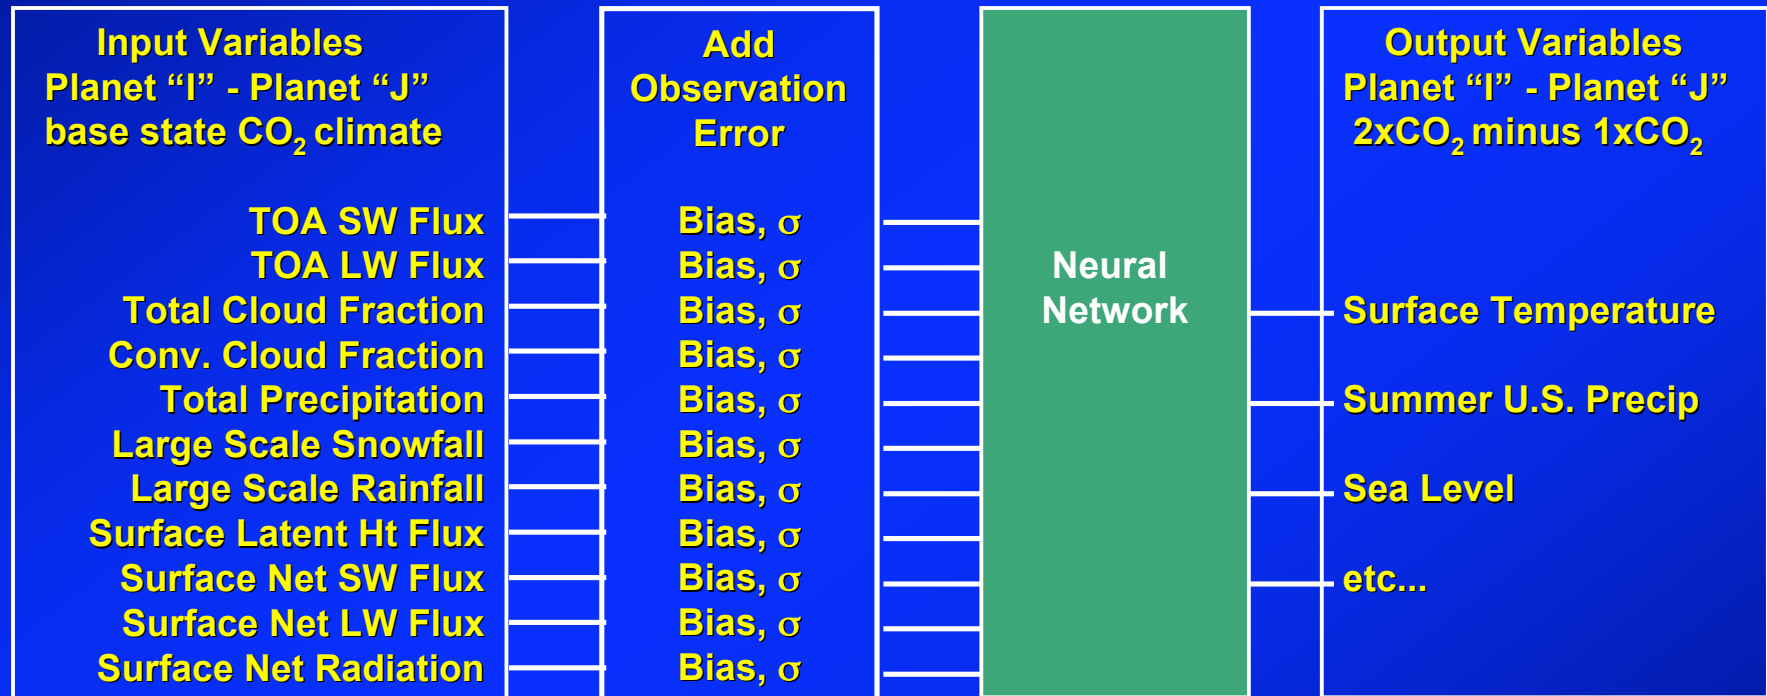 Input Variables
Planet “I” - Planet “J”
base state CO₂ climate
TOA SW Flux
TOA LW Flux
Total Cloud Fraction
Conv. Cloud Fraction
Total Precipitation
Large Scale Snowfall
Large Scale Rainfall
Surface Latent Ht Flux
Surface Net SW Flux
Surface Net LW Flux
Surface Net Radiation
Add
Observation
Error
Bias, σ
Bias, σ
Bias, σ
Bias, σ
Bias, σ
Bias, σ
Bias, σ
Bias, σ
Bias, σ
Bias, σ
Bias, σ
Neural
Network
Output Variables
Planet “I” - Planet “J”
2xCO₂ minus 1xCO₂
Surface Temperature
Summer U.S. Precip
Sea Level
etc...